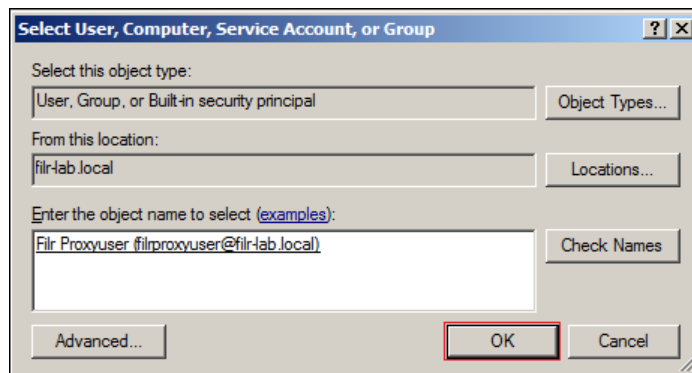 Select User, Computer, Service Account, or Group
Select this object type:
User, Group, or Built-in security principal
Object Types...
From this location:
filr-lab.local
Locations...
Enter the object name to select (examples):
Filr Proxyuser (filrproxyuser@filr-lab.local)
Check Names
Advanced...
OK
Cancel